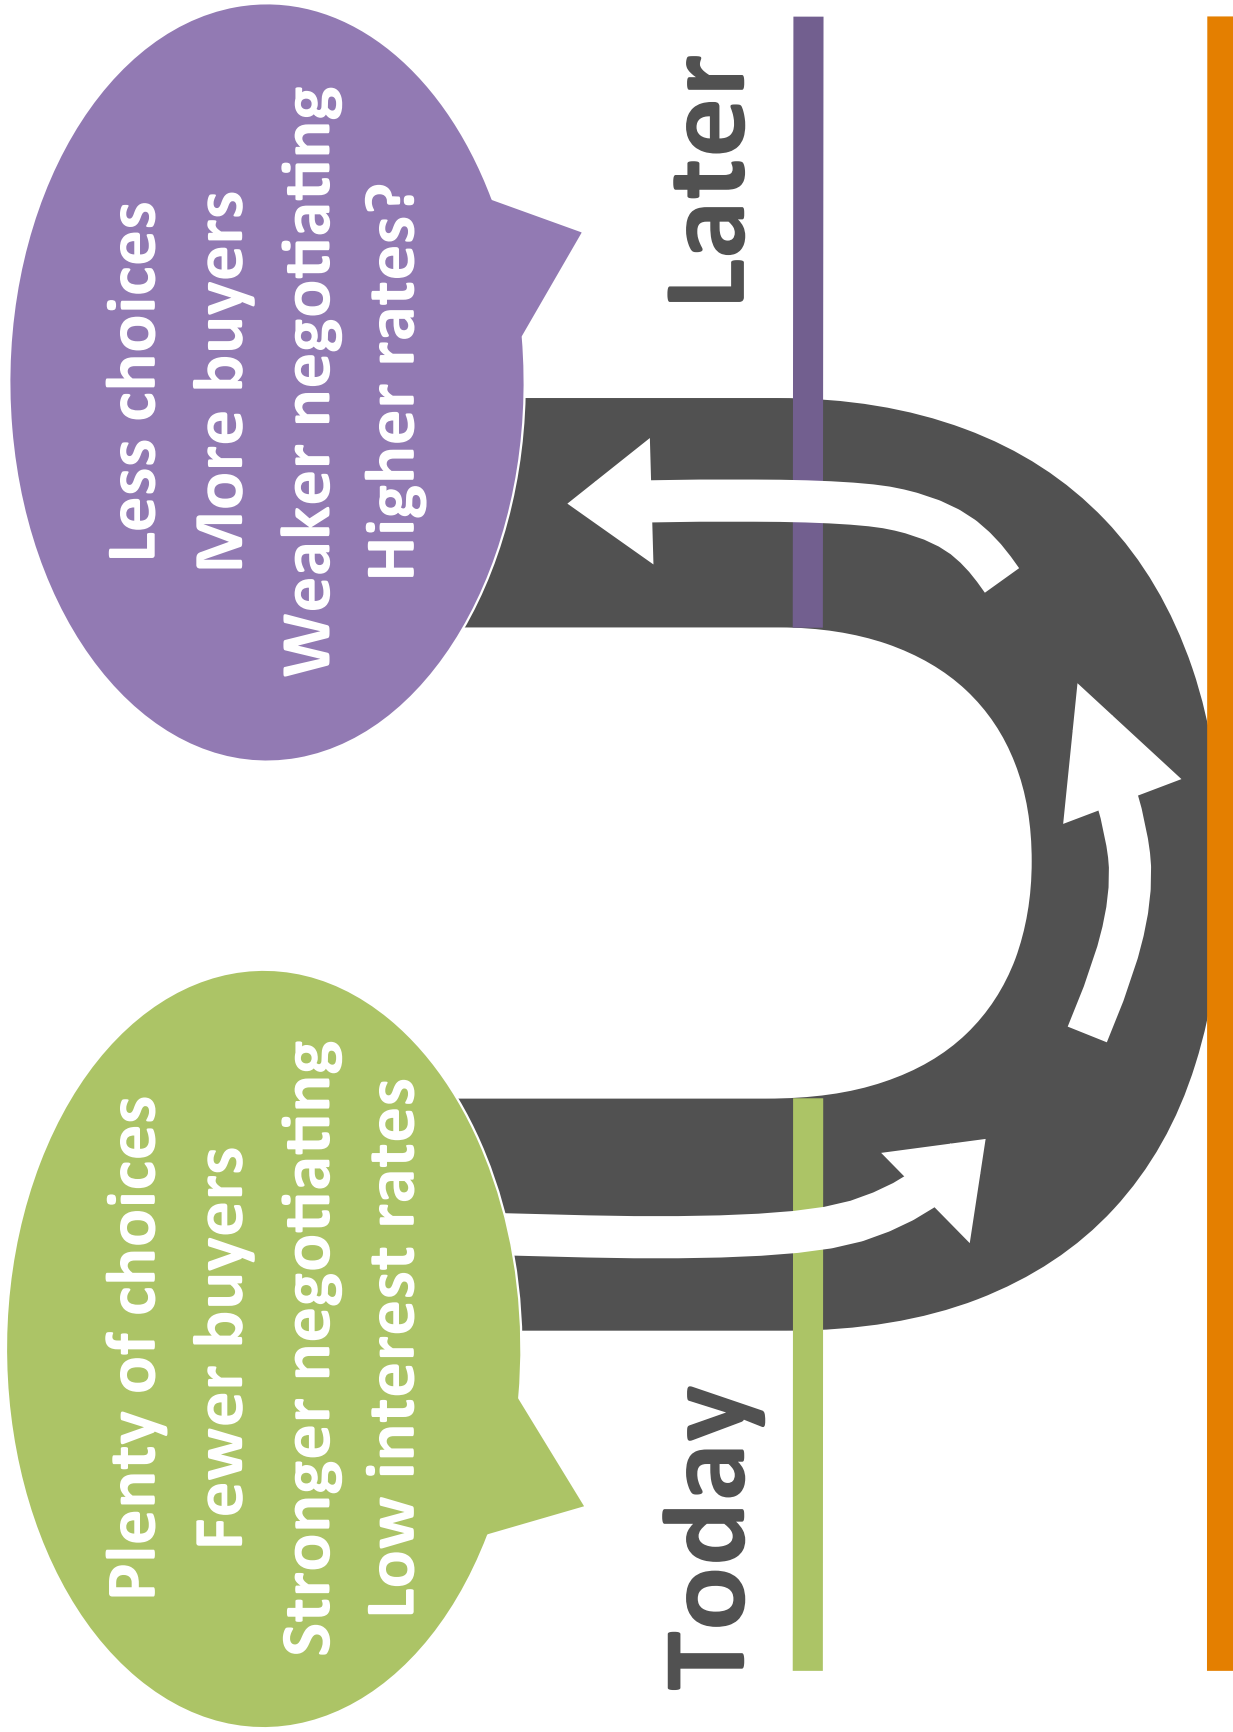 Plenty of choices
Fewer buyers
Stronger negotiating
Low interest rates
Today
Less choices
More buyers
Weaker negotiating
Higher rates?
Later